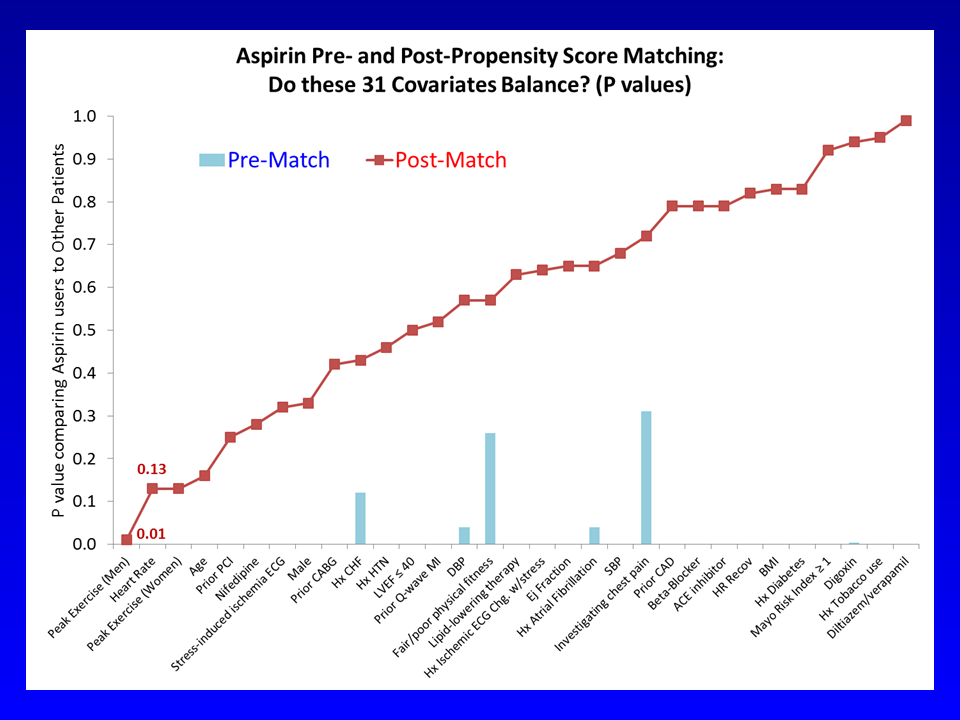 Aspirin Pre- and Post-Propensity Score Matching:
Do these 31 Covariates Balance? (P values)
P value comparing Aspirin users to Other Patients
1.0
0.9
0.8
0.7
0.6
0.5
0.4
0.3
0.2
0.1
0.0
Pre-Match
Post-Match
0.13
0.01
Peak Exercise (Men)
Heart Rate
Peak Exercise (Women)
Age
Prior PCI
Nifedipine
Stress-induced ischemia ECG
Male
Prior CABG
Hx CHF
Hx HTN
LVEF ≤ 40
Prior Q-wave MI
DBP
Fair/poor physical fitness
Lipid-lowering therapy
Hx Ischemic ECG Chg. w/stress
Ej Fraction
Hx Atrial Fibrillation
SBP
Investigating chest pain
Prior CAD
Beta-Blocker
ACE inhibitor
HR Recov
BMI
Hx Diabetes
Mayo Risk Index ≥ 1
Digoxin
Hx Tobacco use
Diltiazem/verapamil